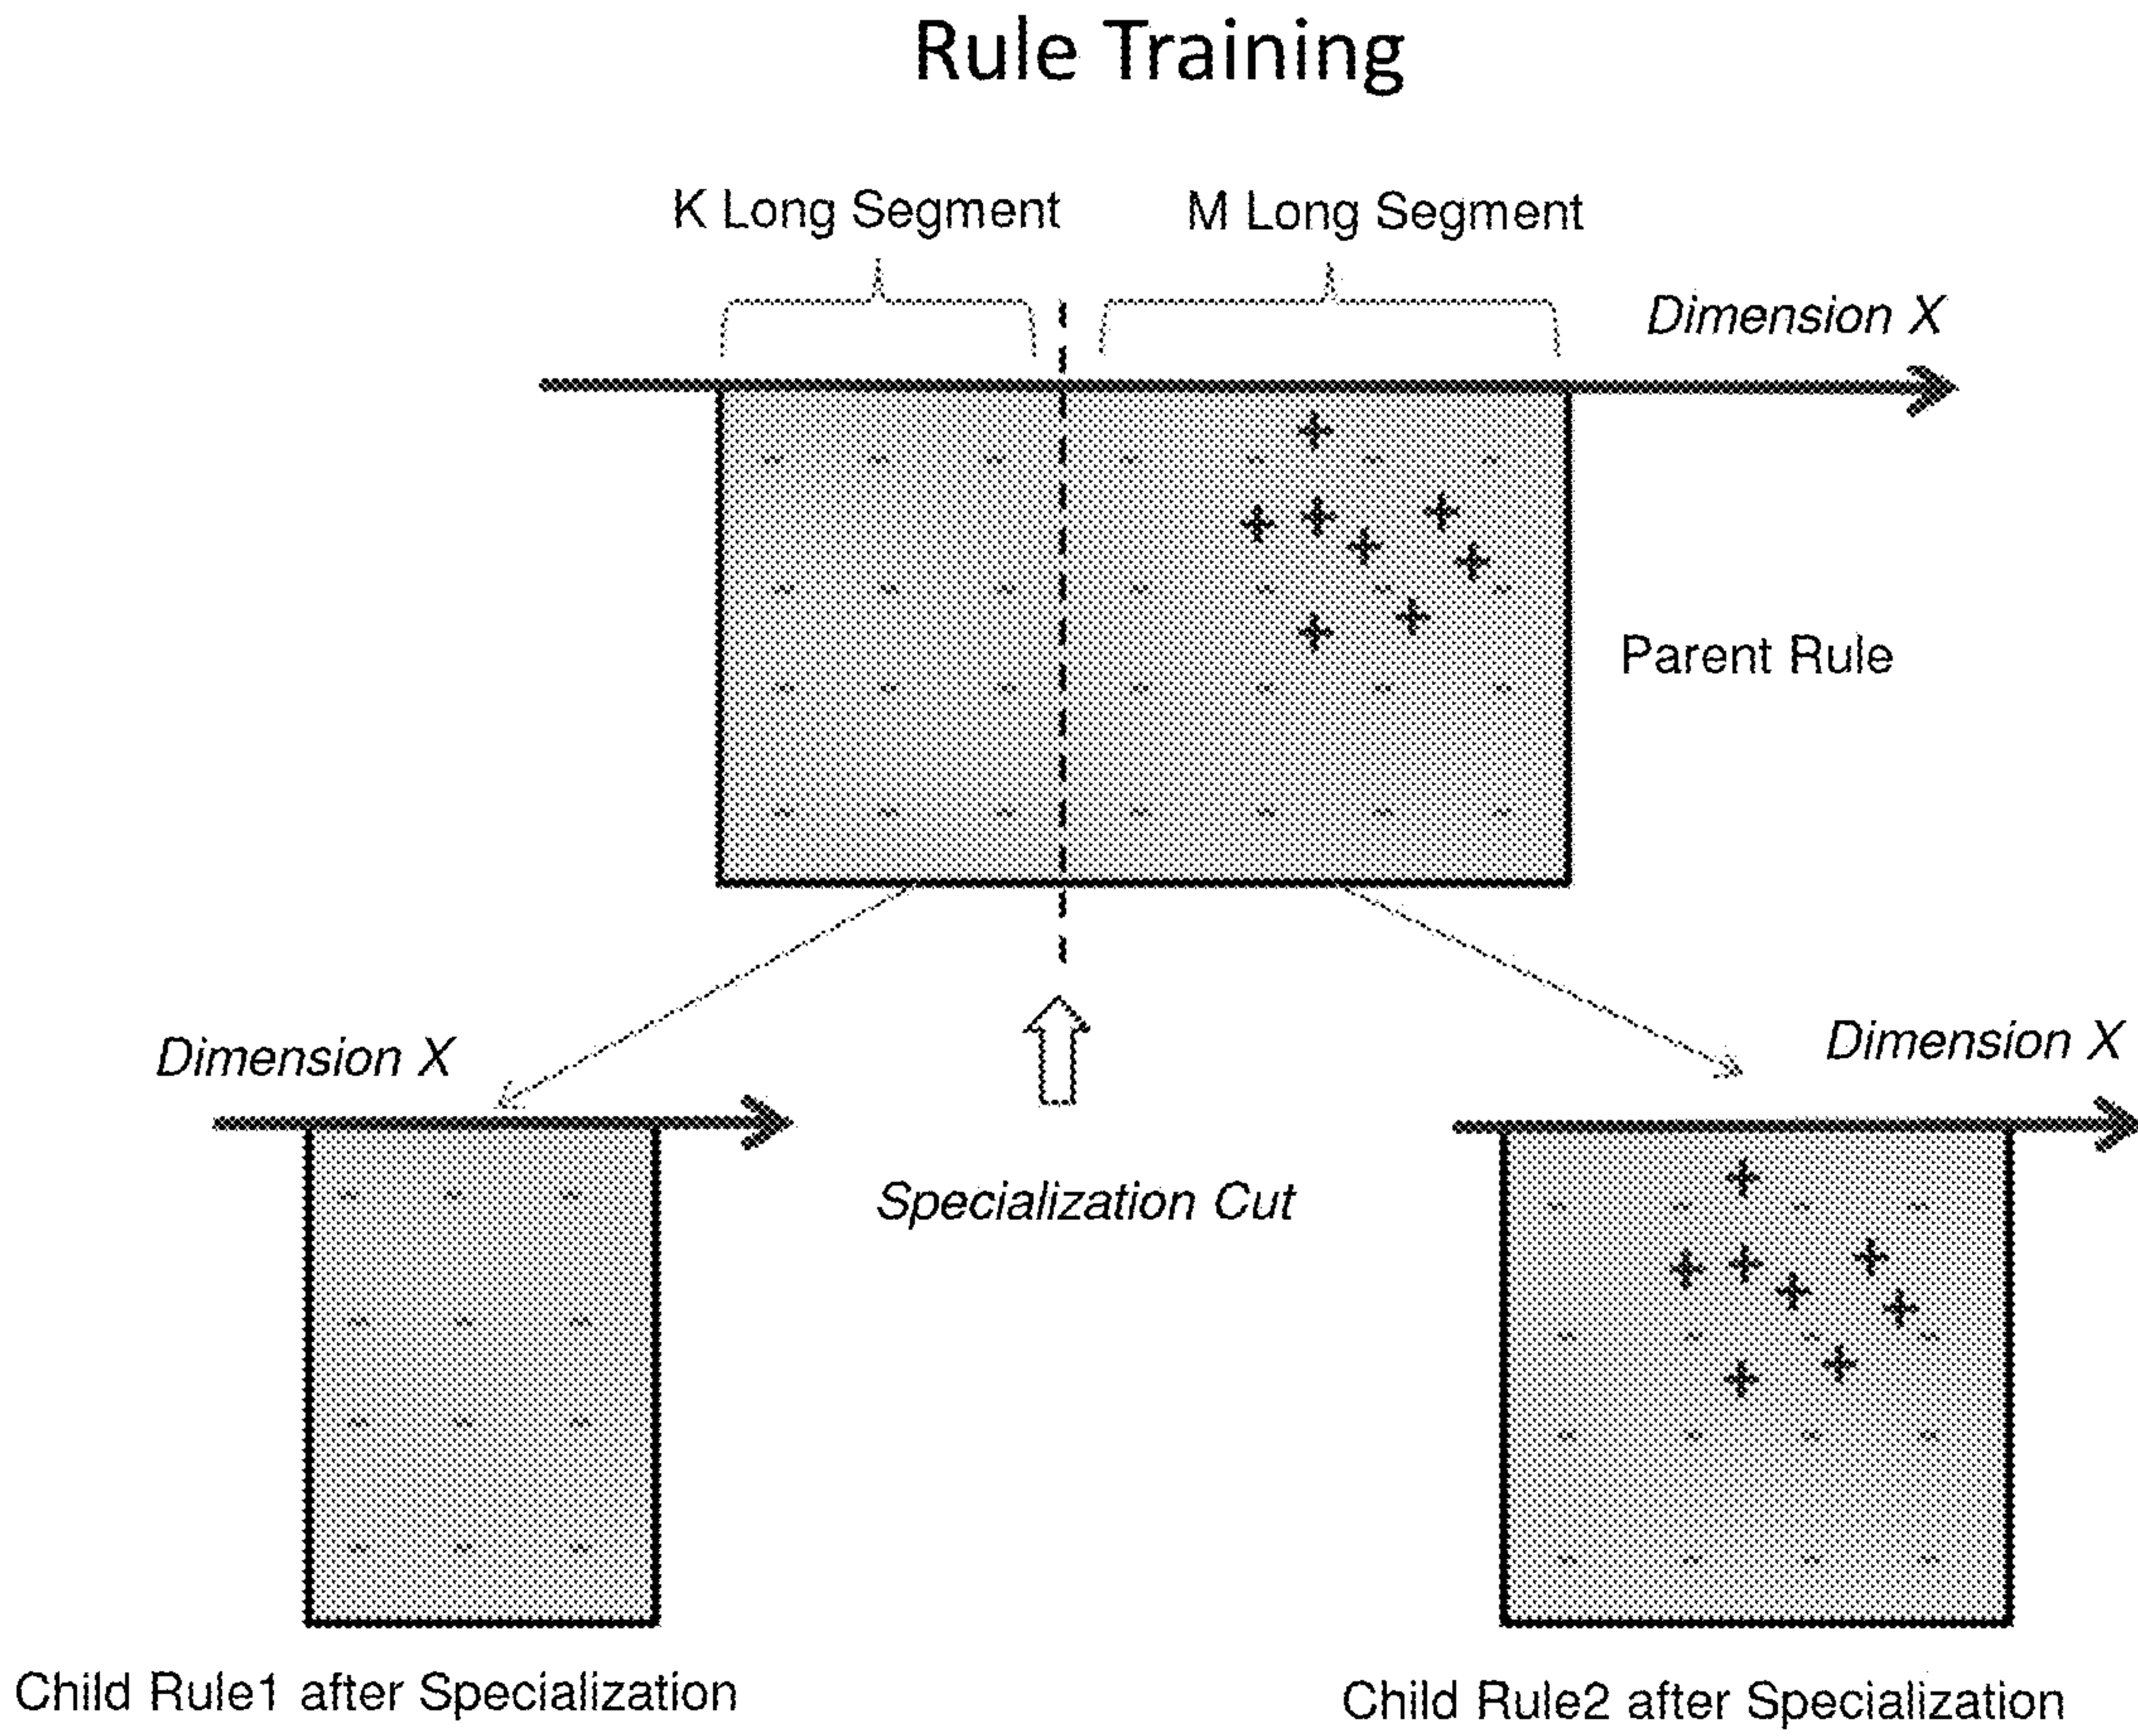 Rule Training
K Long Segment
M Long Segment
Dimension X
Parent Rule
Dimension X
Dimension X
Specialization Cut
Child Rule1 after Specialization
Child Rule2 after Specialization